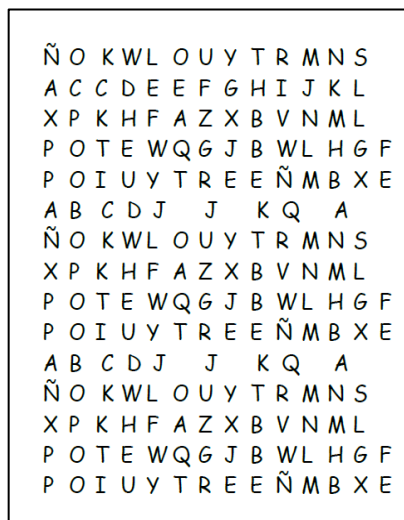 Ñ O K W L O U Y T R M N S
A C C D E E F G H I J K L
X P K H F A Z X B V N M L
P O T E W Q G J B W L H G F
P O I U Y T R E E Ñ M B X E
A B C D J J K Q A
Ñ O K W L O U Y T R M N S
X P K H F A Z X B V N M L
P O T E W Q G J B W L H G F
P O I U Y T R E E Ñ M B X E
A B C D J J K Q A
Ñ O K W L O U Y T R M N S
X P K H F A Z X B V N M L
P O T E W Q G J B W L H G F
P O I U Y T R E E Ñ M B X E